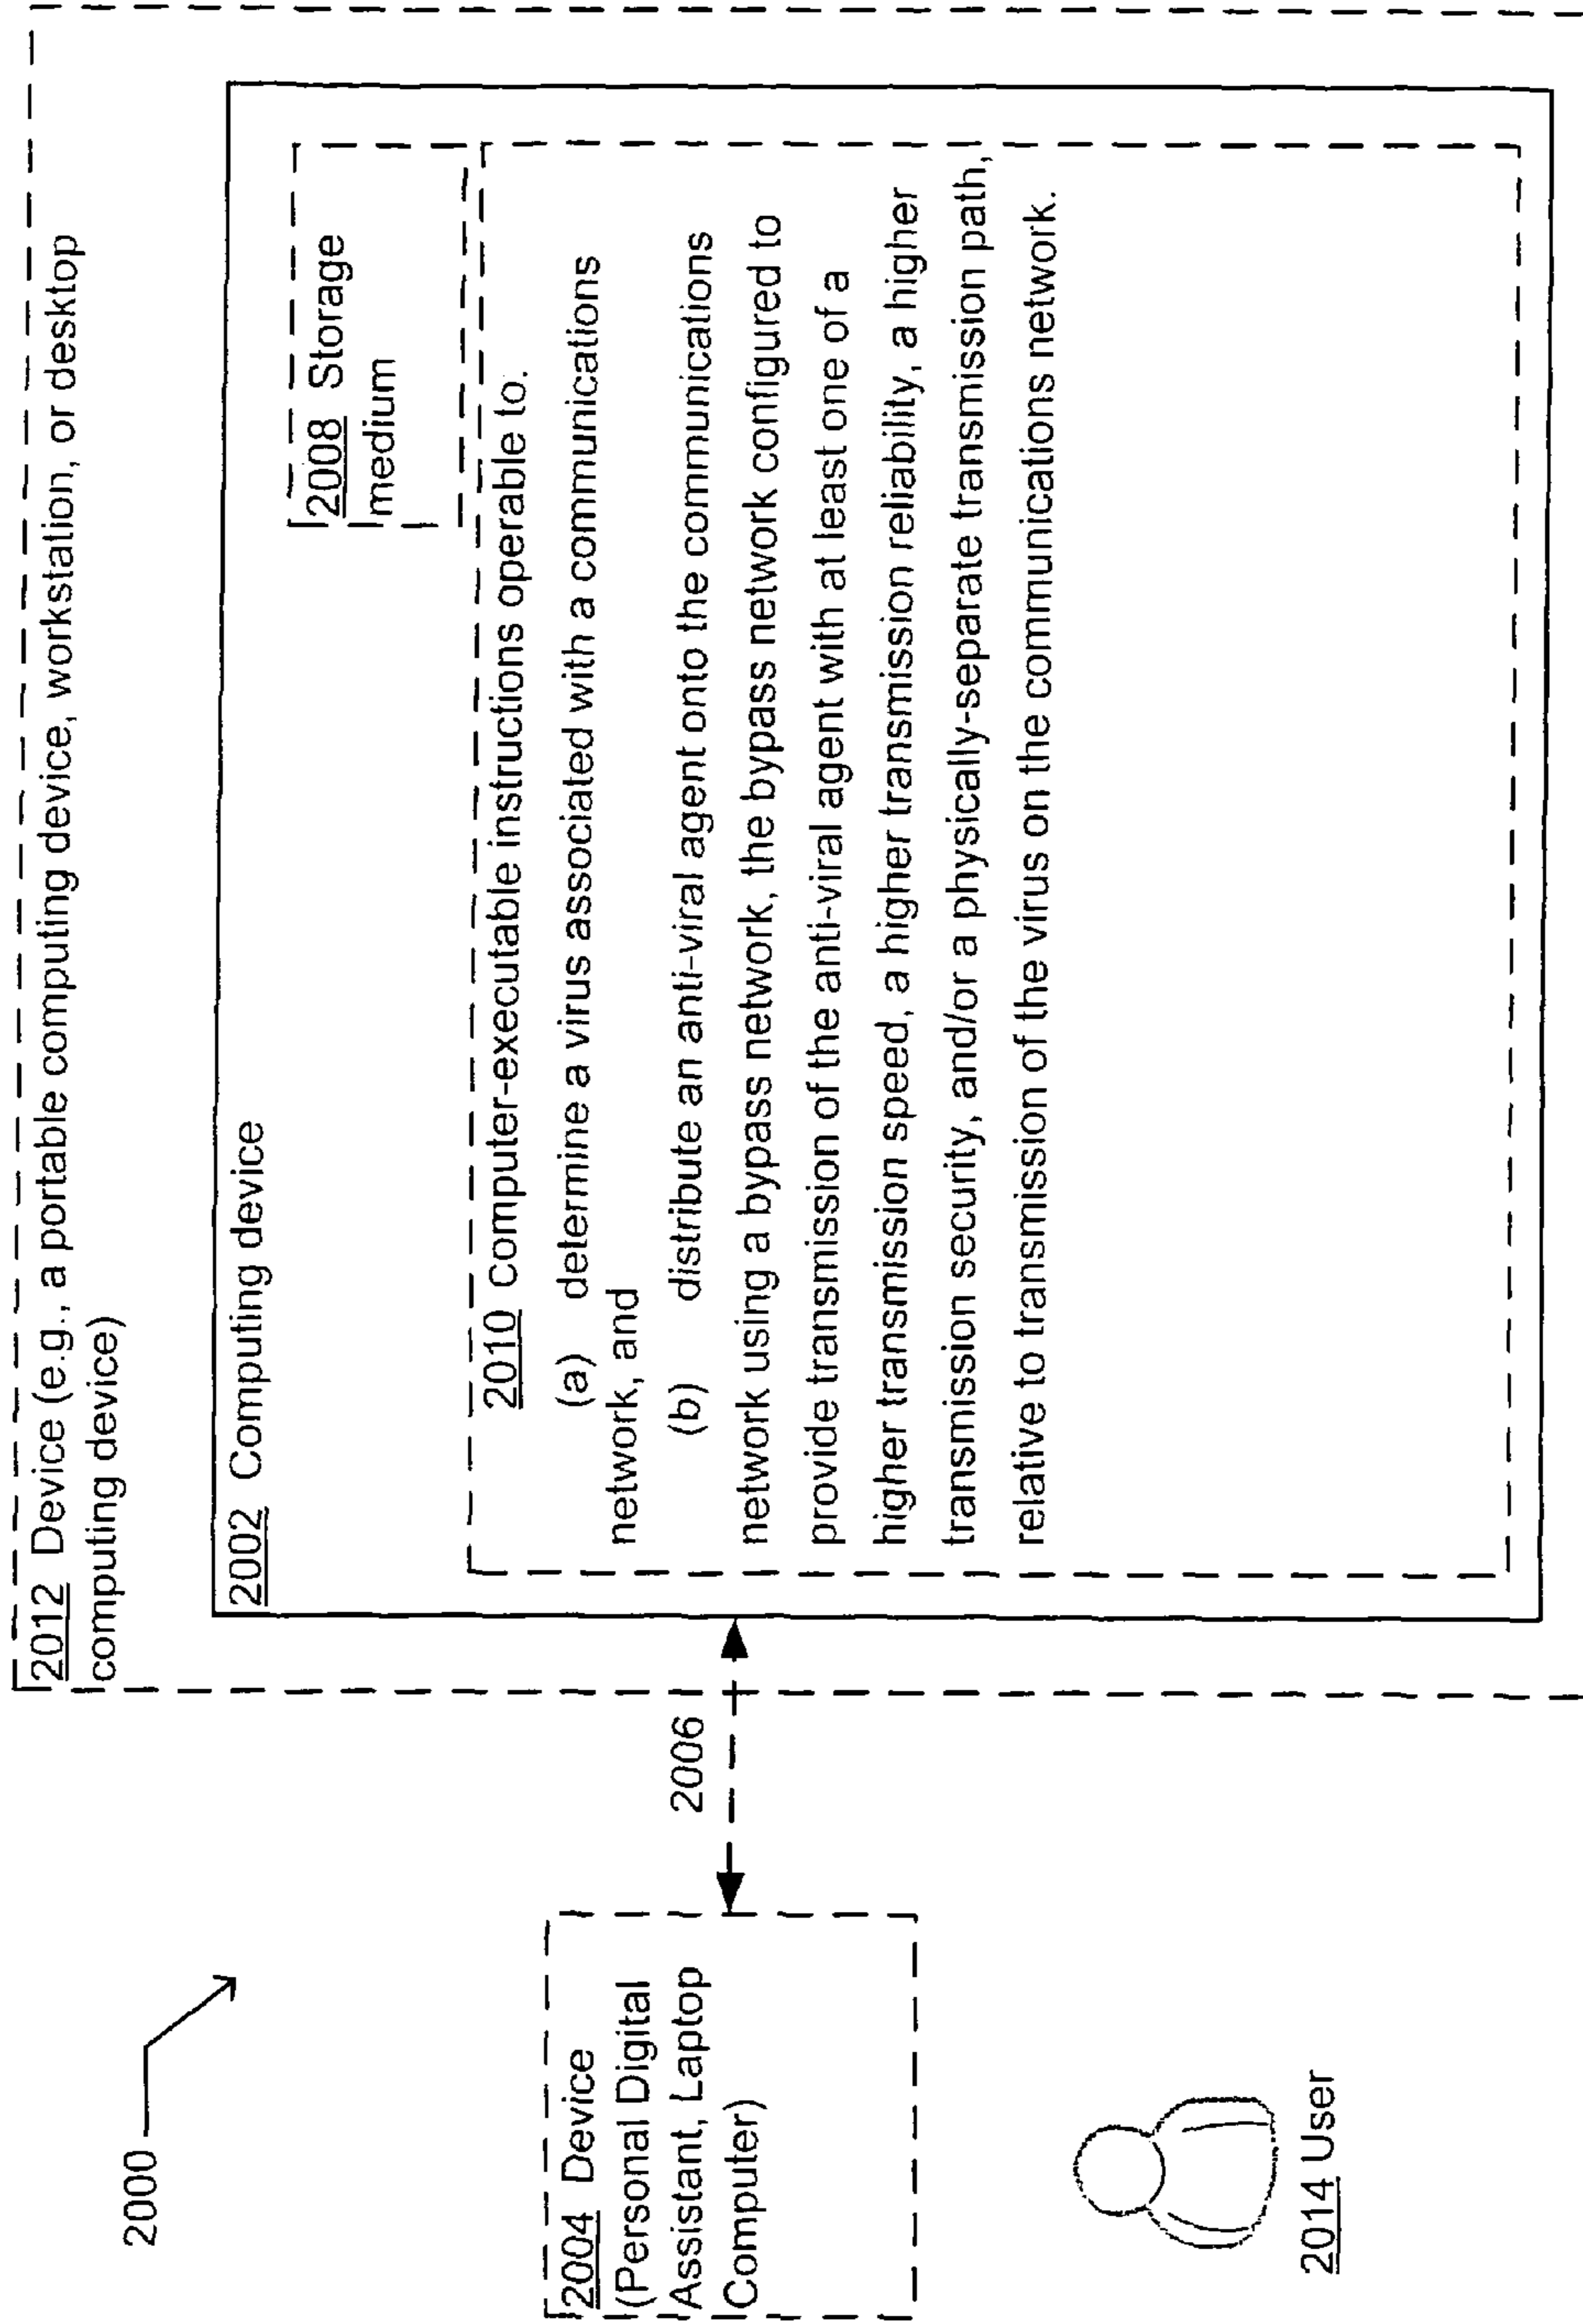 2000
2012 Device (e.g., a portable computing device, workstation, or desktop
computing device)
2002 Computing device
2008 Storage
medium
2010 computer-executable instructions operable to.
(a) determine a virus associated with a communications
network, and
(b) distribute an anti-viral agent onto the communications
network using a bypass network, the bypass network configured to
provide transmission of the anti-viral agent with at least one of a
higher transmission speed, a higher transmission reliability, a higher
transmission security, and/or a physically-separate transmission path,
relative to transmission of the virus on the communications network.
2006
2004 Device
(Personal Digital
Assistant, Laptop
Computer)
2014 User